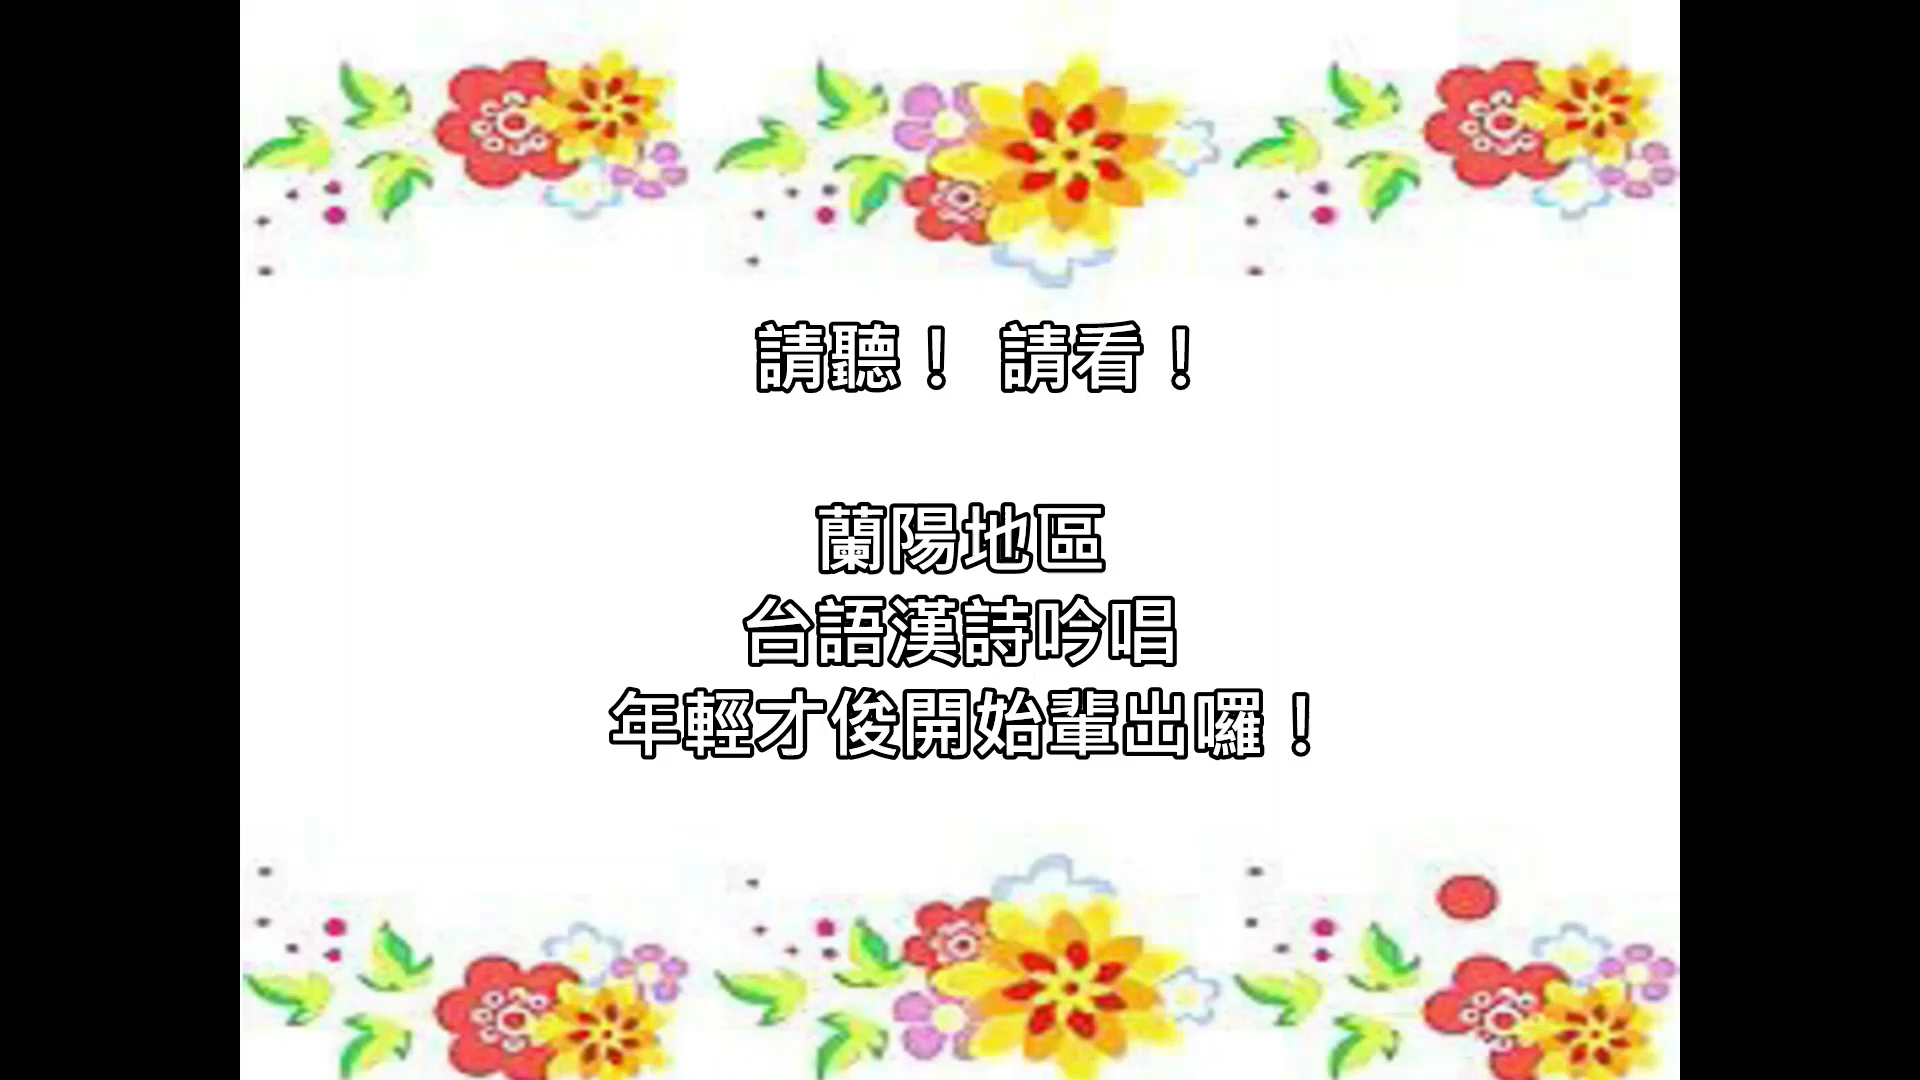 請聽！ 請看！
蘭陽地區
台語漢詩吟唱
年輕才俊開始輩出囉！